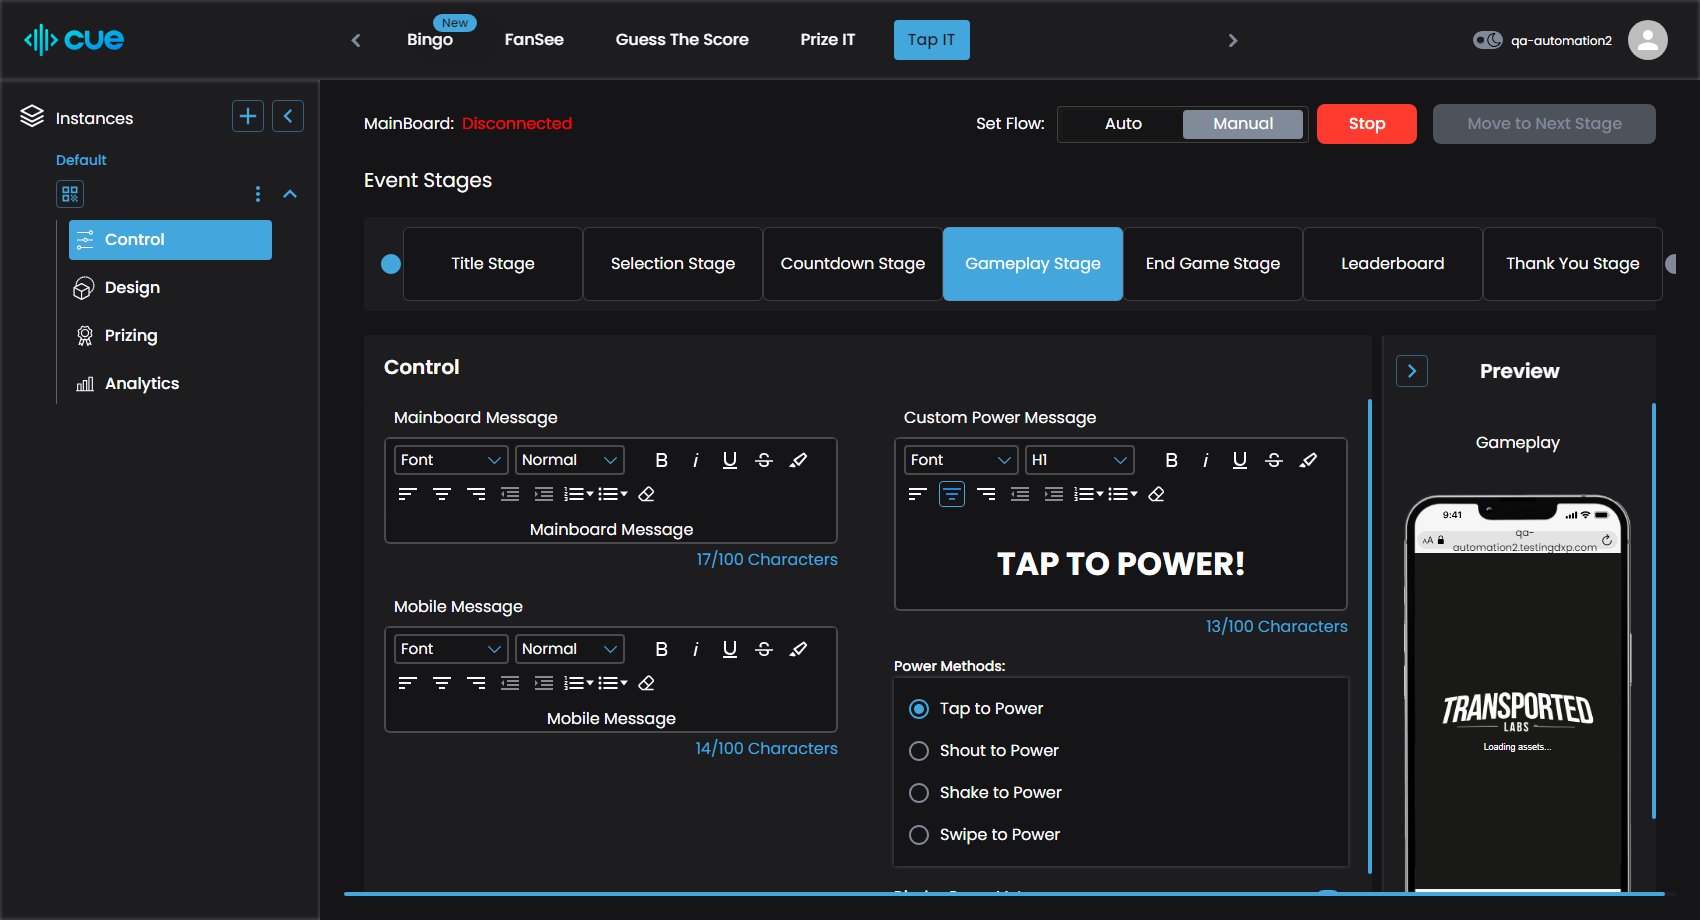 cue
New
Bingo
FanSee
Guess The Score
Prize IT
Tap IT
qa-automation2
Instances
Default
Control
Design
Prizing
Analytics
MainBoard: Disconnected
Set Flow:
Auto
Manual
Stop
Move to Next Stage
Event Stages
Title Stage
Selection Stage
Countdown Stage
Gameplay Stage
End Game Stage
Leaderboard
Thank You Stage
Control
Mainboard Message
Font
Normal
B i U S
Mainboard Message
17/100 Characters
Mobile Message
Font
Normal
B i U S
Mobile Message
14/100 Characters
Custom Power Message
Font
H1
B i U S
TAP TO POWER!
13/100 Characters
Power Methods:
Tap to Power
Shout to Power
Shake to Power
Swipe to Power
Preview
Gameplay
9:41
AA
qa-
automation2.testingdxp.com
TRANSPORTED
LABS
Loading assets...